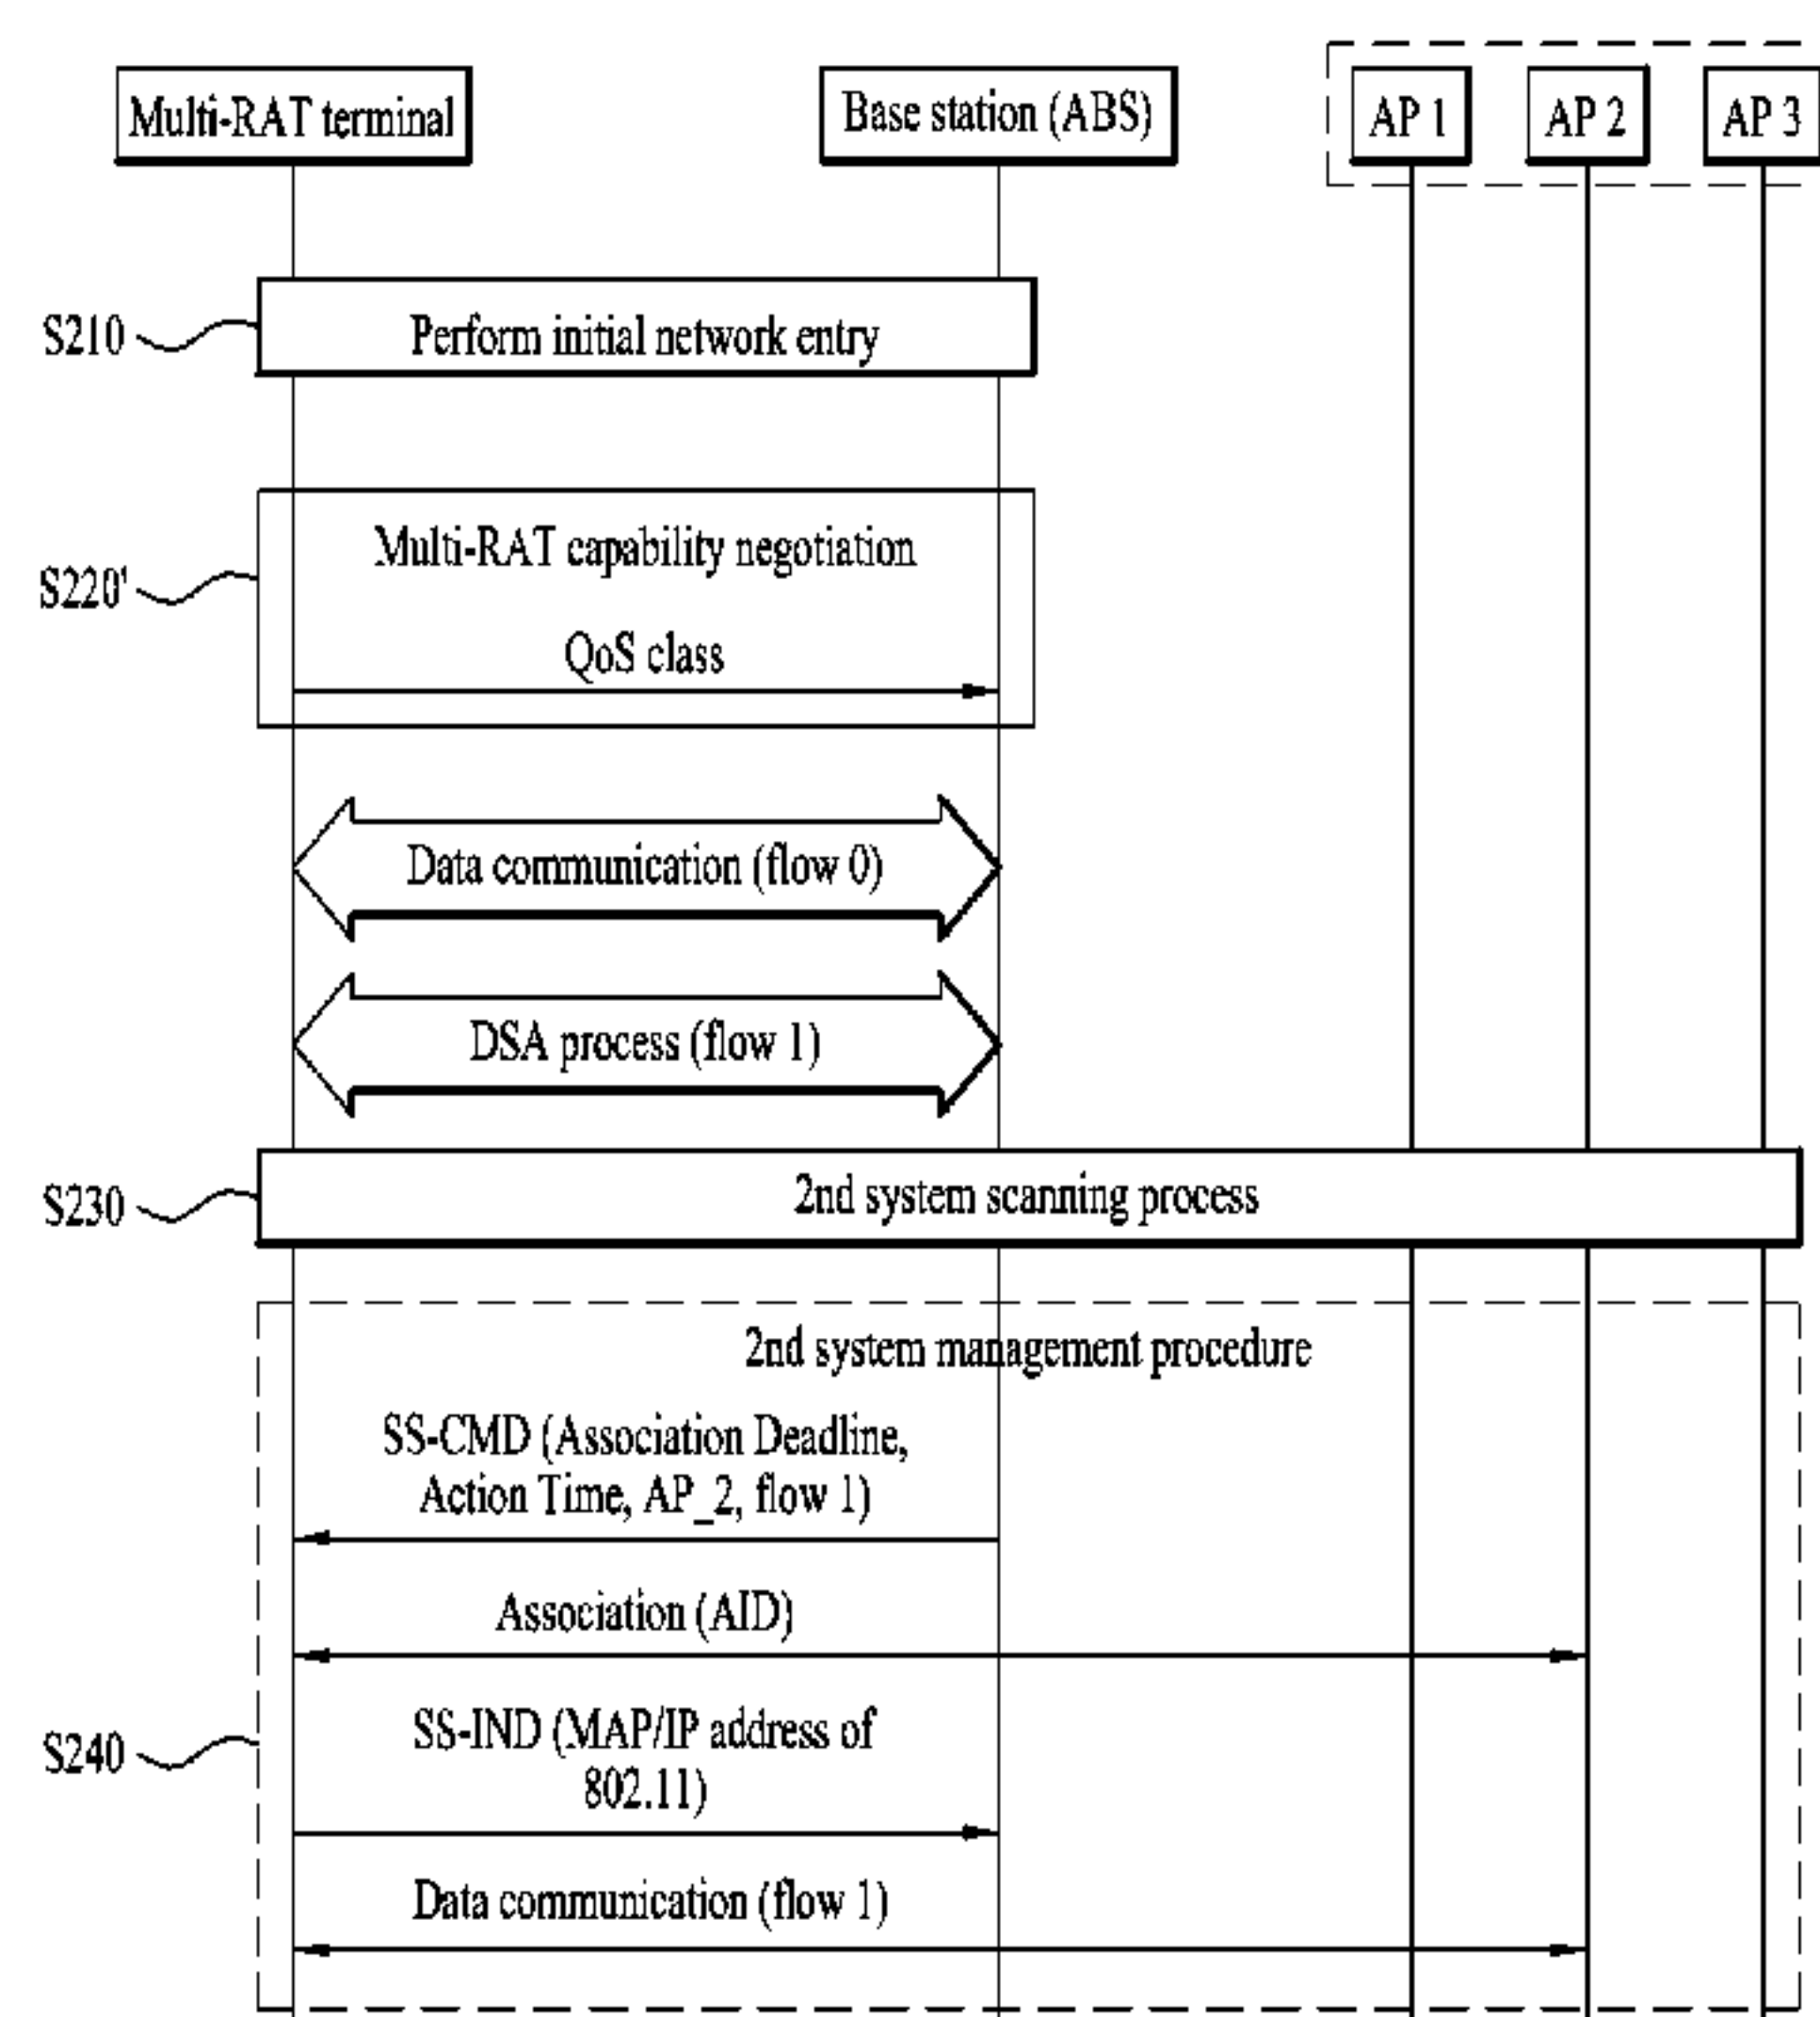 Multi-RAT terminal
Base station (ABS)
AP 1
AP 2
AP 3
S210
Perform initial network entry
S220'
Multi-RAT capability negotiation
QoS class
Data communication (flow 0)
DSA process (flow 1)
S230
2nd system scanning process
2nd system management procedure
SS-CMD (Association Deadline,
Action Time, AP_2, flow 1)
Association (AID)
S240
SS-IND (MAP/IP address of
802.11)
Data communication (flow 1)